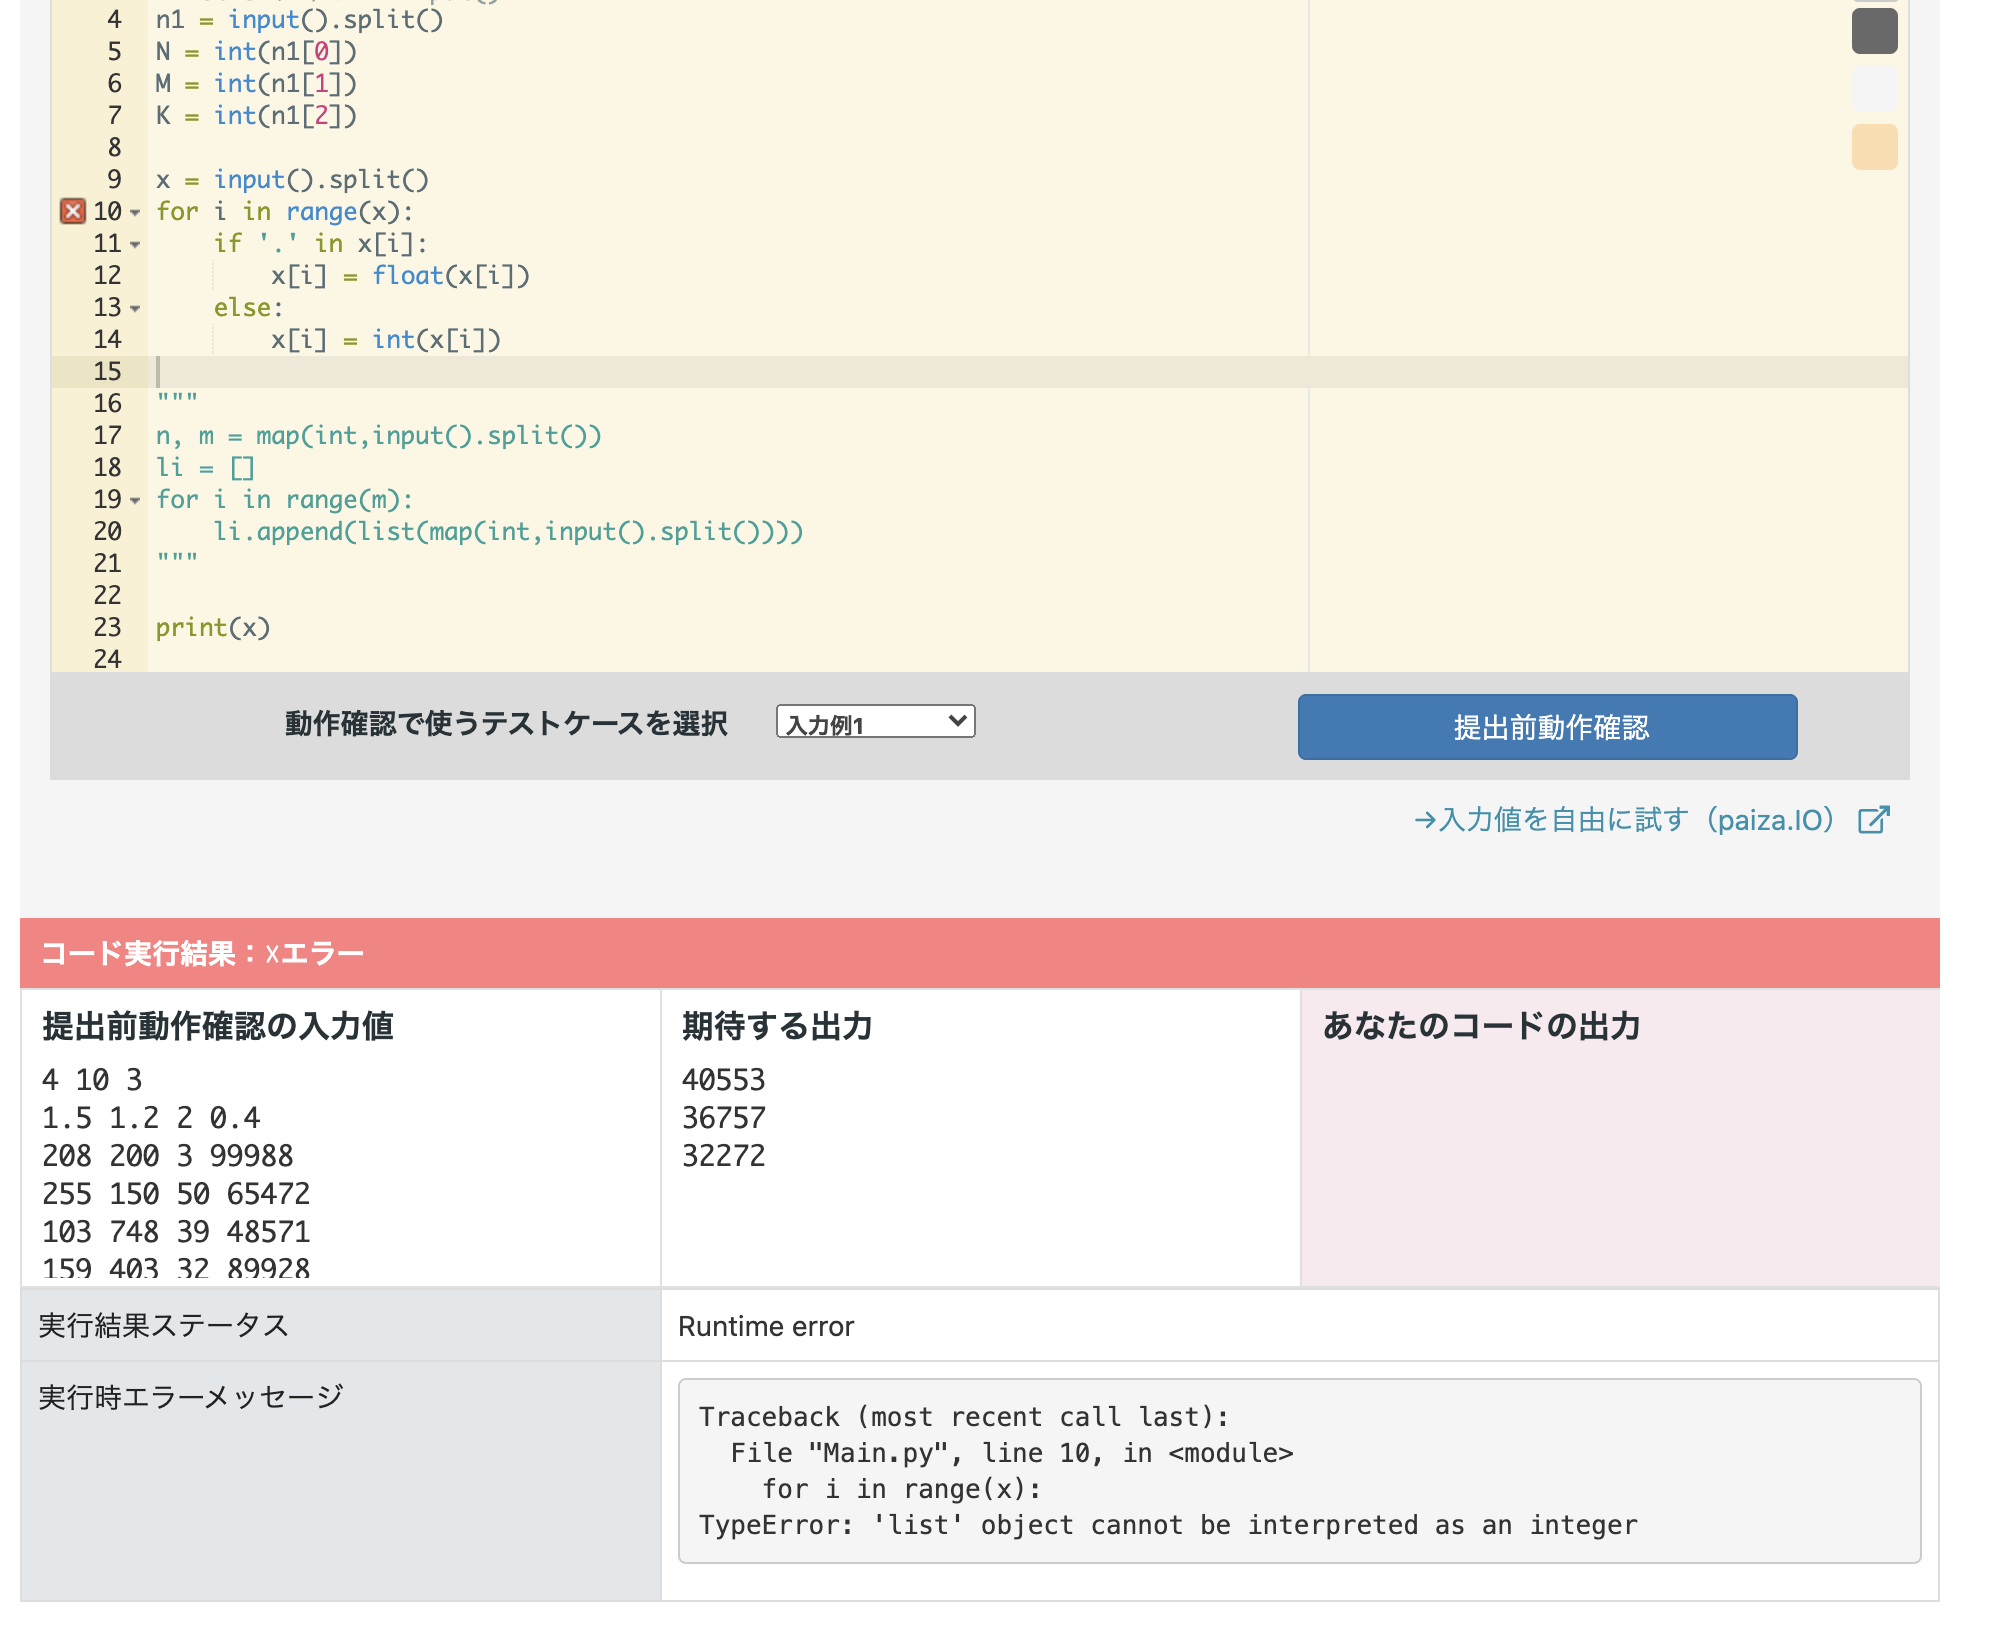 4 n1 = input().split()
5 N = int(n1[0])
6 M = int(n1[1])
7 K = int(n1[2])
8
9 x = input().split()
10 for i in range(x):
11     if '.' in x[i]:
12         x[i] = float(x[i])
13     else:
14         x[i] = int(x[i])
15
16 """
17 n, m = map(int,input().split())
18 li = []
19 for i in range(m):
20     li.append(list(map(int,input().split())))
21 """
22
23 print(x)
24
動作確認で使うテストケースを選択 入力例1 提出前動作確認
→入力値を自由に試す（paiza.IO）
コード実行結果：xエラー
提出前動作確認の入力値
4 10 3
1.5 1.2 2 0.4
208 200 3 99988
255 150 50 65472
103 748 39 48571
159 403 32 89928
期待する出力
40553
36757
32272
あなたのコードの出力
実行結果ステータス Runtime error
実行時エラーメッセージ
Traceback (most recent call last):
  File "Main.py", line 10, in <module>
    for i in range(x):
TypeError: 'list' object cannot be interpreted as an integer